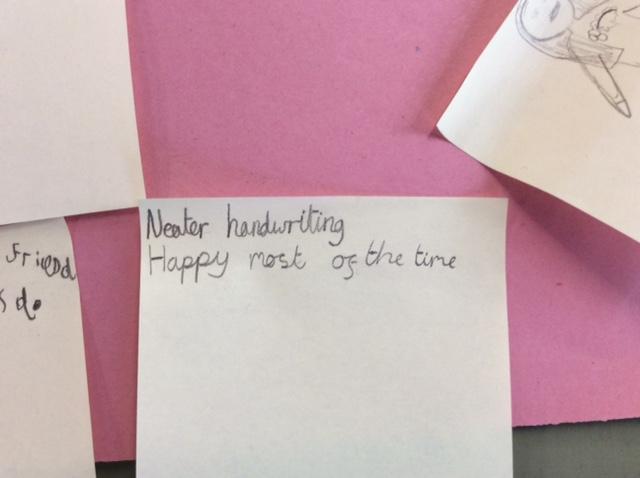 Neater handwriting
Happy most of the time
friend
s do